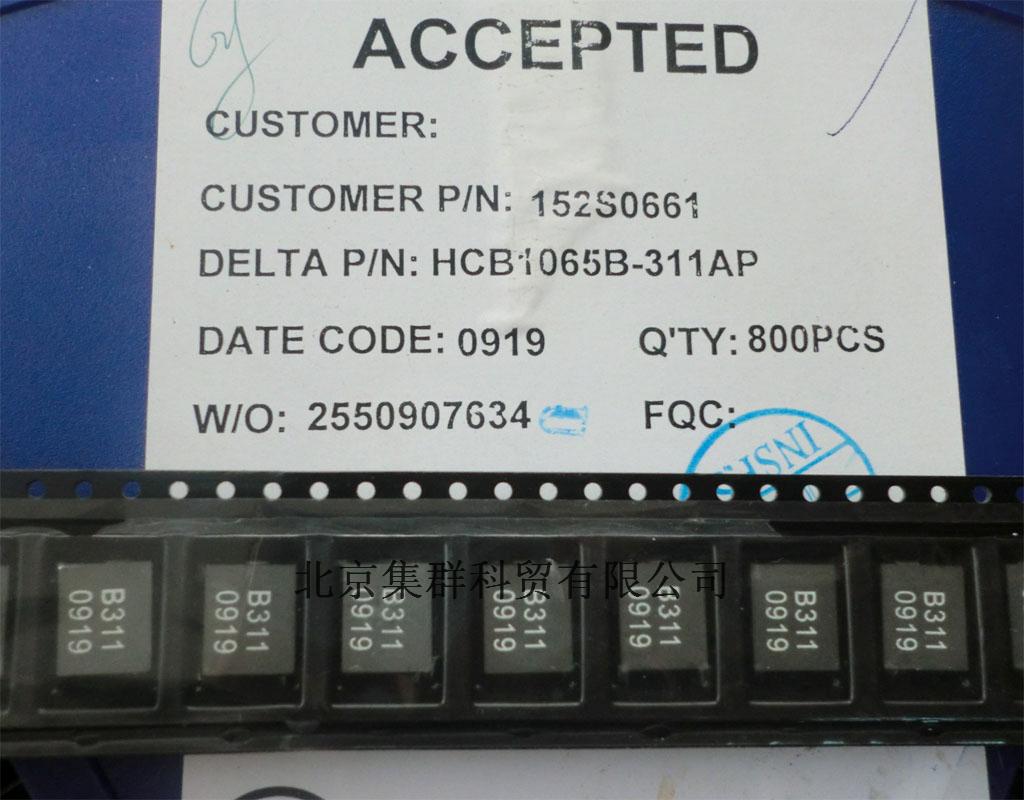 ACCEPTED
CUSTOMER:
CUSTOMER P/N: 152S0661
DELTA P/N: HCB1065B-311AP
DATE CODE: 0919 Q'TY: 800PCS
W/O: 2550907634 FQC:
北京集群科贸有限公司
B311
0919
B311
0919
B311
0919
B311
0919
B311
0919
B311
0919
B311
0919